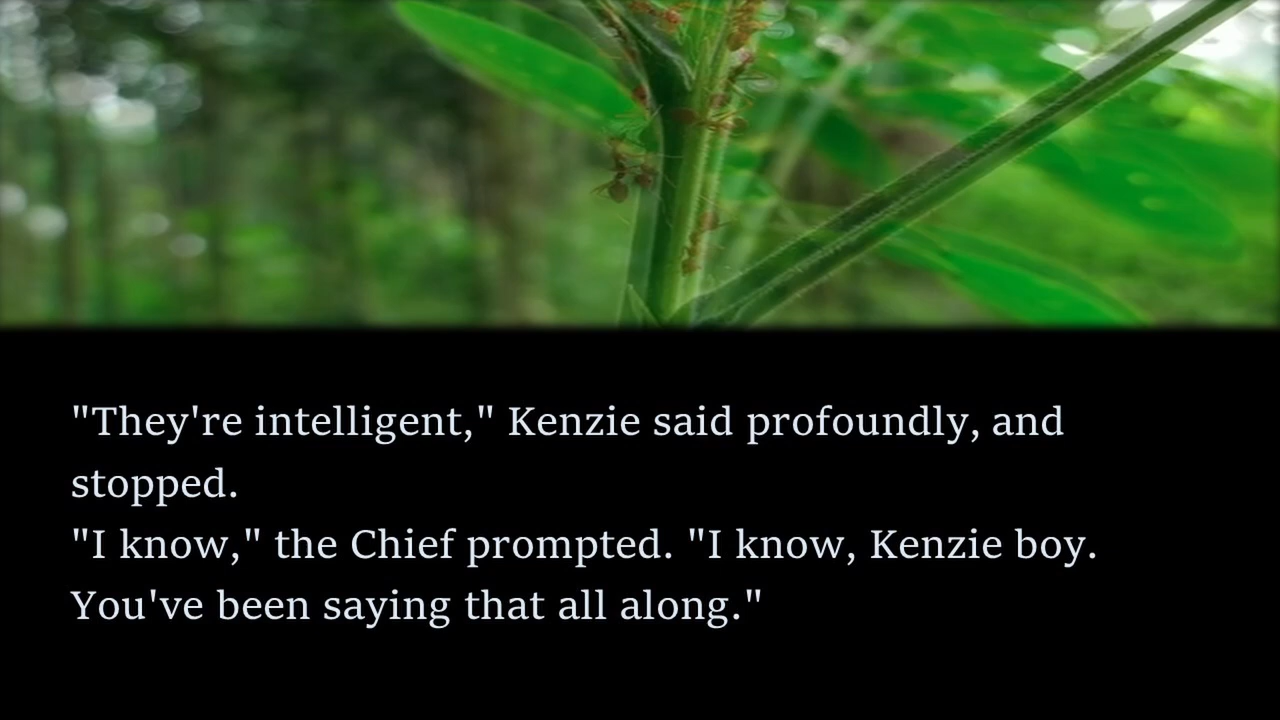 "They're intelligent," Kenzie said profoundly, and
stopped.
"I know," the Chief prompted. "I know, Kenzie boy.
You've been saying that all along."